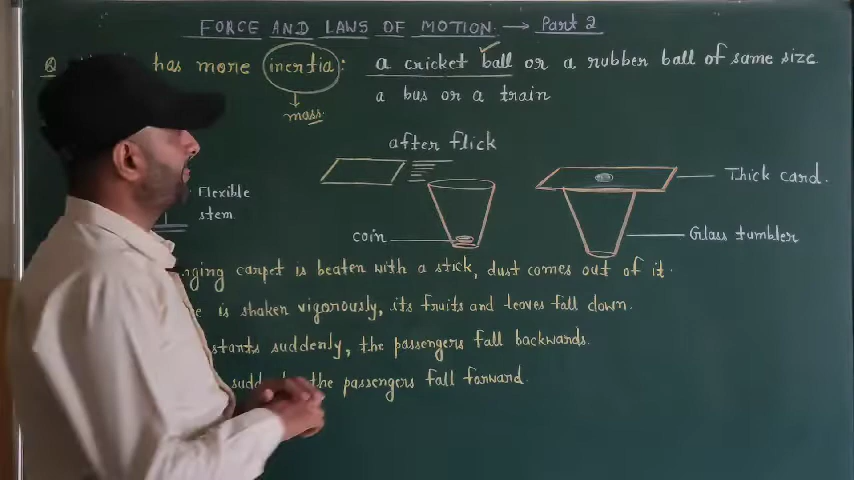 FORCE AND LAWS OF MOTION → Part 2
Q has more inertia: a cricket ball or a rubber ball of same size
a bus or a train
mass
after flick
Thick card.
Flexible
stem
coin
Glass tumbler
carpet is beaten with a stick, dust comes out of it.
is shaken vigorously, its fruits and leaves fall down.
starts suddenly, the passengers fall backwards.
the passengers fall forward.